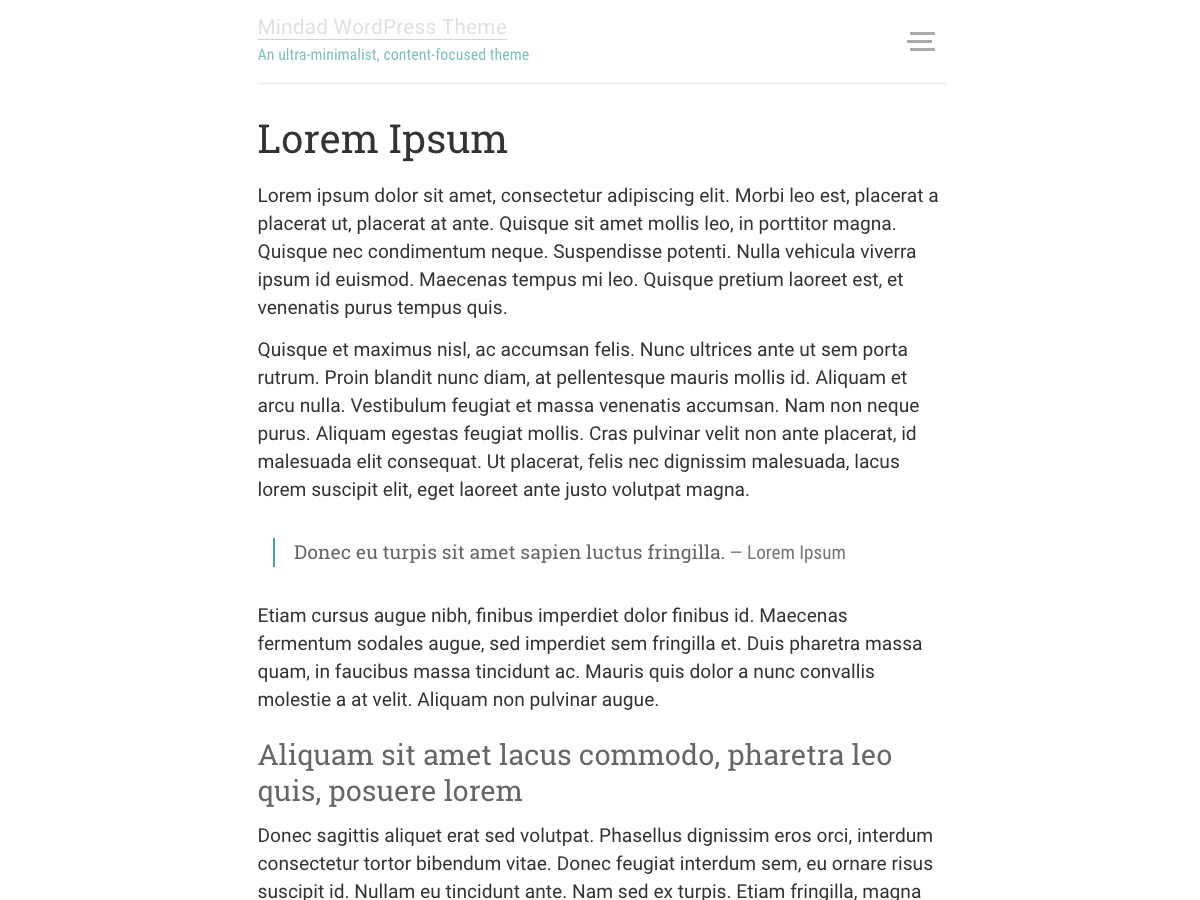 Mindad WordPress Theme
An ultra-minimalist, content-focused theme
Lorem Ipsum
Lorem ipsum dolor sit amet, consectetur adipiscing elit. Morbi leo est, placerat a
placerat ut, placerat at ante. Quisque sit amet mollis leo, in porttitor magna.
Quisque nec condimentum neque. Suspendisse potenti. Nulla vehicula viverra
ipsum id euismod. Maecenas tempus mi leo. Quisque pretium laoreet est, et
venenatis purus tempus quis.
Quisque et maximus nisl, ac accumsan felis. Nunc ultrices ante ut sem porta
rutrum. Proin blandit nunc diam, at pellentesque mauris mollis id. Aliquam et
arcu nulla. Vestibulum feugiat et massa venenatis accumsan. Nam non neque
purus. Aliquam egestas feugiat mollis. Cras pulvinar velit non ante placerat, id
malesuada elit consequat. Ut placerat, felis nec dignissim malesuada, lacus
lorem suscipit elit, eget laoreet ante justo volutpat magna.
Donec eu turpis sit amet sapien luctus fringilla. — Lorem Ipsum
Etiam cursus augue nibh, finibus imperdiet dolor finibus id. Maecenas
fermentum sodales augue, sed imperdiet sem fringilla et. Duis pharetra massa
quam, in faucibus massa tincidunt ac. Mauris quis dolor a nunc convallis
molestie a at velit. Aliquam non pulvinar augue.
Aliquam sit amet lacus commodo, pharetra leo
quis, posuere lorem
Donec sagittis aliquet erat sed volutpat. Phasellus dignissim eros orci, interdum
consectetur tortor bibendum vitae. Donec feugiat interdum sem, eu ornare risus
suscipit id. Nullam eu tincidunt ante. Nam sed ex turpis. Etiam fringilla, magna